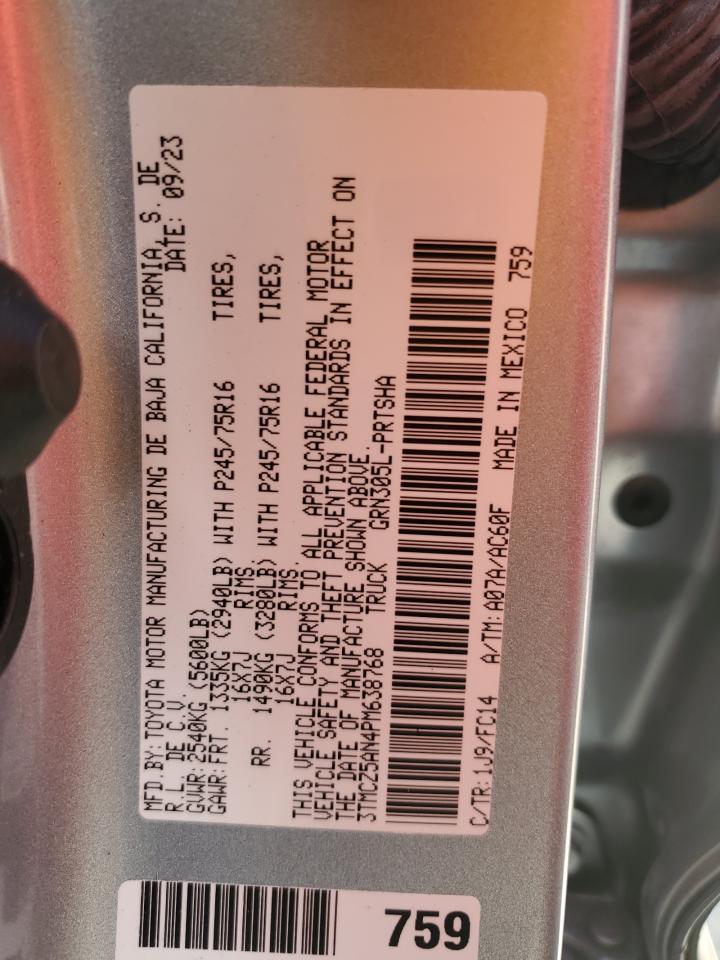 MFD.BY:TOYOTA MOTOR MANUFACTURING DE BAJA CALIFORNIA, S. DE
R.L. DE C.V. DATE: 09/23
GVWR:2540KG (5600LB)
GAWR:FRT. 1335KG (2940LB) WITH P245/75R16 TIRES,
16X7J RIMS.
RR. 1490KG (3280LB) WITH P245/75R16 TIRES,
16X7J RIMS.
THIS VEHICLE CONFORMS TO ALL APPLICABLE FEDERAL MOTOR
VEHICLE SAFETY AND THEFT PREVENTION STANDARDS IN EFFECT ON
THE DATE OF MANUFACTURE SHOWN ABOVE.
3TMCZ5AN4PM638768 TRUCK GRN305L-PRTSHA
C/TR:1J9/FC14 A/TM:A07A/AC60F MADE IN MEXICO 759
759